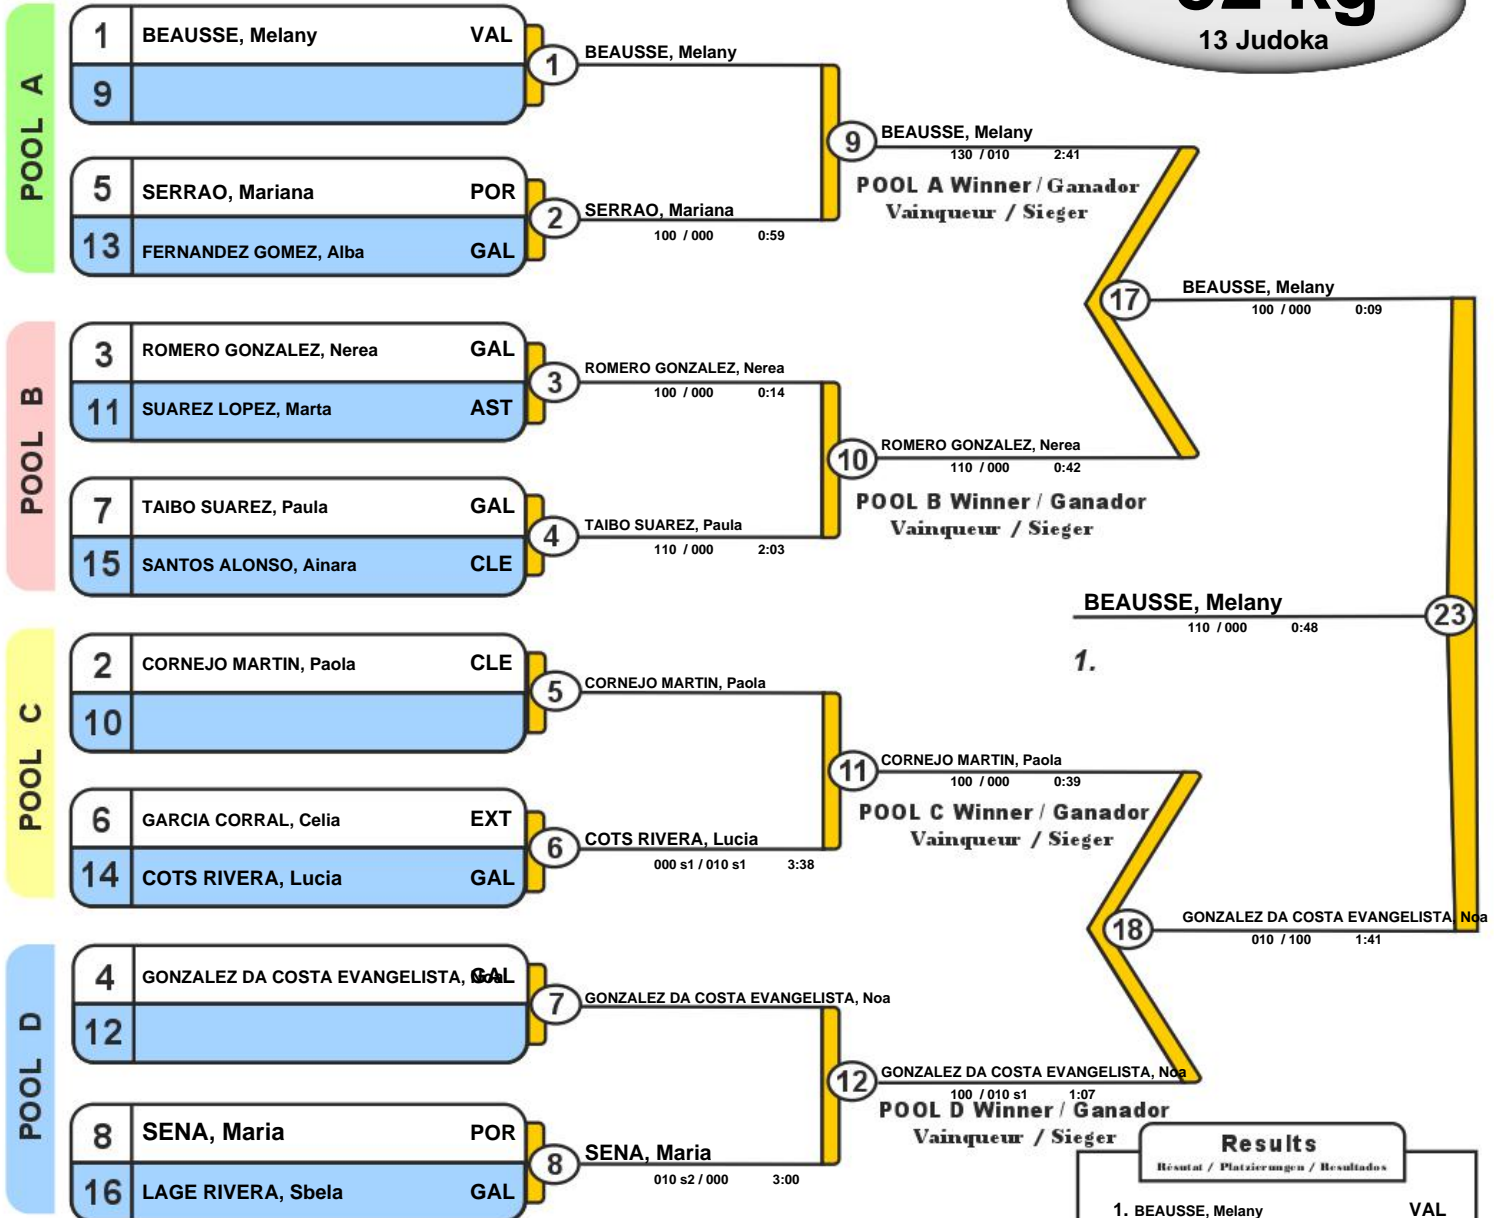 13 Judoka
POOL A
1 BEAUSSE, Melany VAL
9
1 BEAUSSE, Melany
5 SERRAO, Mariana POR
13 FERNANDEZ GOMEZ, Alba GAL
2 SERRAO, Mariana
100 / 000 0:59
9 BEAUSSE, Melany
130 / 010 2:41
POOL A Winner / Ganador
Vainqueur / Sieger
POOL B
3 ROMERO GONZALEZ, Nerea GAL
11 SUAREZ LOPEZ, Marta AST
3 ROMERO GONZALEZ, Nerea
100 / 000 0:14
7 TAIBO SUAREZ, Paula GAL
15 SANTOS ALONSO, Ainara CLE
4 TAIBO SUAREZ, Paula
110 / 000 2:03
10 ROMERO GONZALEZ, Nerea
110 / 000 0:42
POOL B Winner / Ganador
Vainqueur / Sieger
17 BEAUSSE, Melany
100 / 000 0:09
BEAUSSE, Melany 23
110 / 000 0:48
1.
POOL C
2 CORNEJO MARTIN, Paola CLE
10
5 CORNEJO MARTIN, Paola
6 GARCIA CORRAL, Celia EXT
14 COTS RIVERA, Lucia GAL
6 COTS RIVERA, Lucia
000 s1 / 010 s1 3:38
11 CORNEJO MARTIN, Paola
100 / 000 0:39
POOL C Winner / Ganador
Vainqueur / Sieger
18 GONZALEZ DA COSTA EVANGELISTA, Noa
010 / 100 1:41
POOL D
4 GONZALEZ DA COSTA EVANGELISTA, Noa GAL
12
7 GONZALEZ DA COSTA EVANGELISTA, Noa
8 SENA, Maria POR
16 LAGE RIVERA, Sbela GAL
8 SENA, Maria
010 s2 / 000 3:00
12 GONZALEZ DA COSTA EVANGELISTA, Noa
100 / 010 s1 1:07
POOL D Winner / Ganador
Vainqueur / Sieger
Results
Résutat / Platzierungen / Resultados
1. BEAUSSE, Melany VAL